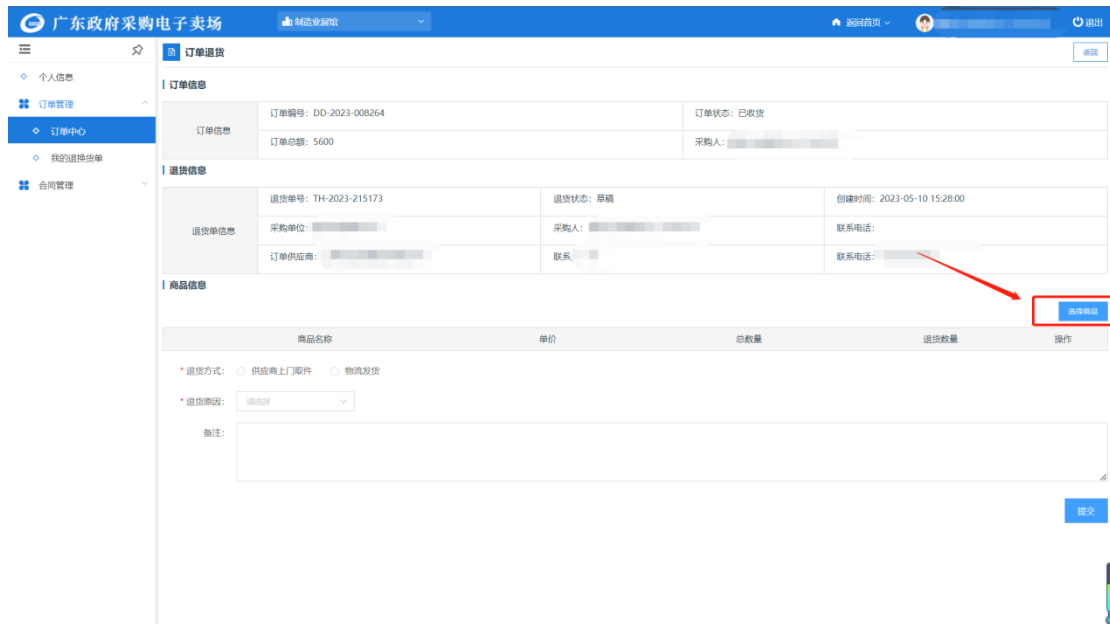 广东政府采购电子卖场
制造业展馆
返回首页
退出
个人信息
订单管理
订单中心
我的退换货单
合同管理
订单退货
返回
订单信息
订单信息
订单编号：DD-2023-008264
订单状态：已收货
订单总额：5600
采购人：
退货信息
退货单信息
退货单号：TH-2023-215173
退货状态：草稿
创建时间：2023-05-10 15:28:00
采购单位：
采购人：
联系电话：
订单供应商：
联系
联系电话：
商品信息
选择商品
商品名称 单价 总数量 退货数量 操作
* 退货方式： 供应商上门取件 物流发货
* 退货原因： 请选择
备注：
提交